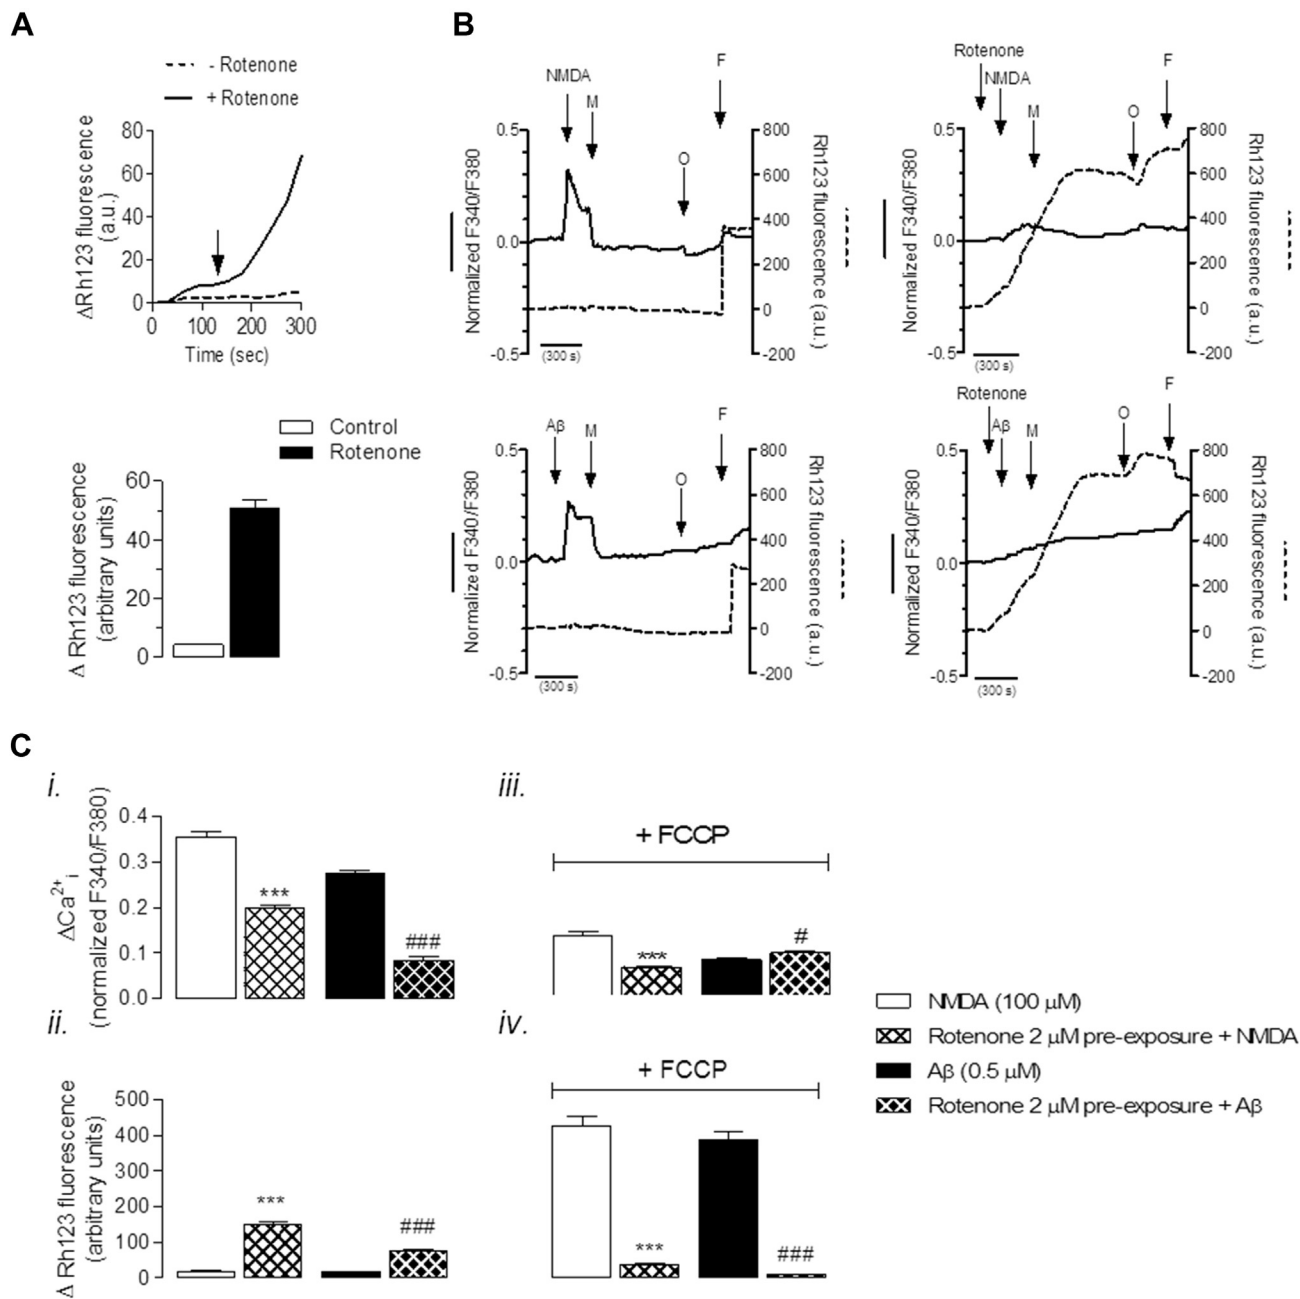 A
- Rotenone
+ Rotenone
ΔRh123 fluorescence
(a.u.)
80
60
40
20
0
0 100 200 300
Time (sec)
Control
Rotenone
Δ Rh123 fluorescence
(arbitrary units)
60
40
20
0
B
NMDA
M
O
F
Normalized F340/F380
0.5
0.0
-0.5
800
600
400
200
0
-200
Rh123 fluorescence (a.u.)
(300 s)
Rotenone
NMDA
M
O
F
Normalized F340/F380
0.5
0.0
-0.5
800
600
400
200
0
-200
Rh123 fluorescence (a.u.)
(300 s)
Aβ
M
O
F
Normalized F340/F380
0.5
0.0
-0.5
800
600
400
200
0
-200
Rh123 fluorescence (a.u.)
(300 s)
Rotenone
Aβ
M
O
F
Normalized F340/F380
0.5
0.0
-0.5
800
600
400
200
0
-200
Rh123 fluorescence (a.u.)
(300 s)
C
i.
ΔCa2+i
(normalized F340/F380)
0.4
0.3
0.2
0.1
0.0
***
###
iii.
+ FCCP
***
#
ii.
Δ Rh123 fluorescence
(arbitrary units)
500
400
300
200
100
0
***
###
iv.
+ FCCP
***
###
NMDA (100 μM)
Rotenone 2 μM pre-exposure + NMDA
Aβ (0.5 μM)
Rotenone 2 μM pre-exposure + Aβ